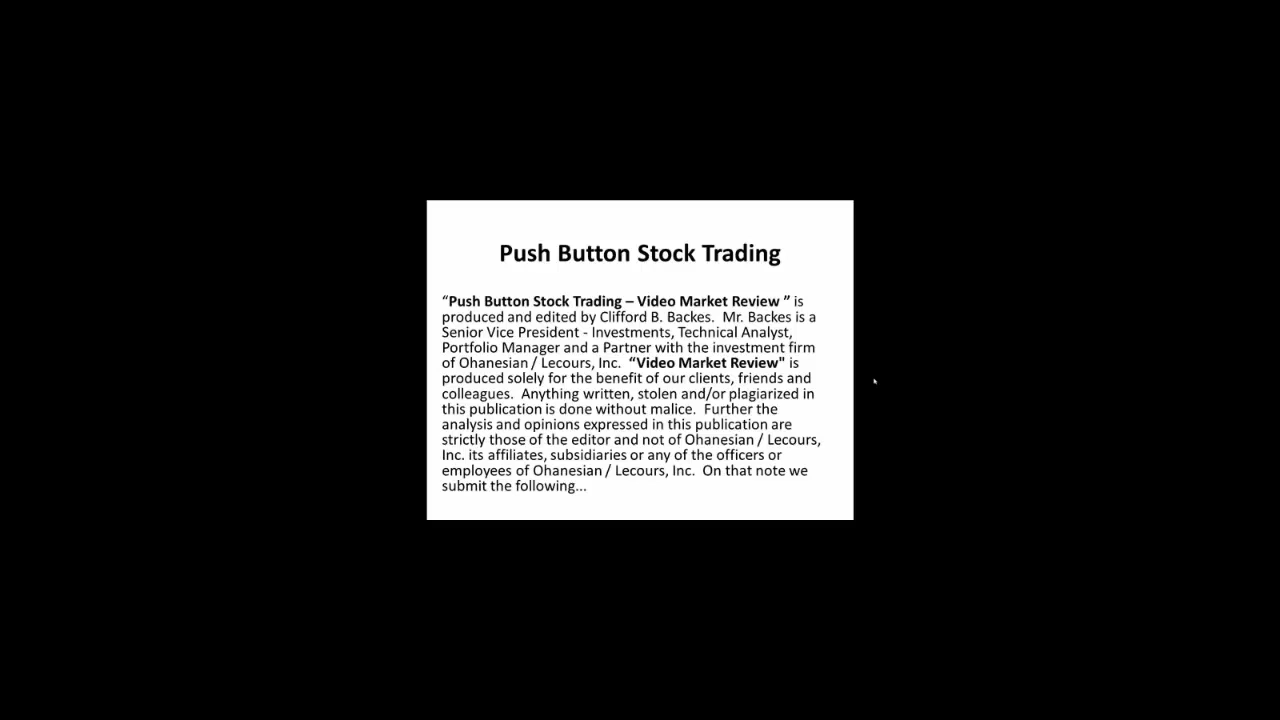 Push Button Stock Trading
“Push Button Stock Trading – Video Market Review ” is
produced and edited by Clifford B. Backes.  Mr. Backes is a
Senior Vice President - Investments, Technical Analyst,
Portfolio Manager and a Partner with the investment firm
of Ohanesian / Lecours, Inc.  “Video Market Review" is
produced solely for the benefit of our clients, friends and
colleagues.  Anything written, stolen and/or plagiarized in
this publication is done without malice.  Further the
analysis and opinions expressed in this publication are
strictly those of the editor and not of Ohanesian / Lecours,
Inc. its affiliates, subsidiaries or any of the officers or
employees of Ohanesian / Lecours, Inc.  On that note we
submit the following...